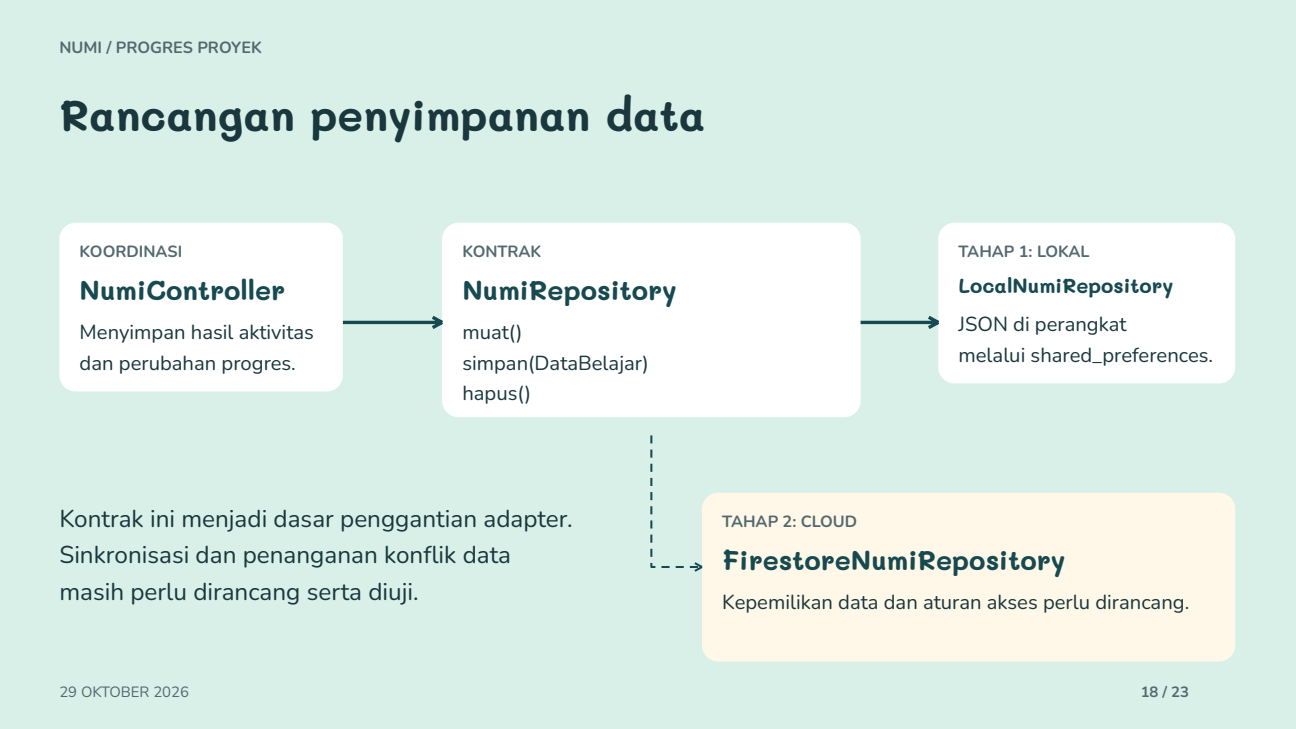 NUMI / PROGRES PROYEK
Rancangan penyimpanan data
KOORDINASI
NumiController
Menyimpan hasil aktivitas
dan perubahan progres.
KONTRAK
NumiRepository
muat()
simpan(DataBelajar)
hapus()
TAHAP 1: LOKAL
LocalNumiRepository
JSON di perangkat
melalui shared_preferences.
Kontrak ini menjadi dasar penggantian adapter.
Sinkronisasi dan penanganan konflik data
masih perlu dirancang serta diuji.
TAHAP 2: CLOUD
FirestoreNumiRepository
Kepemilikan data dan aturan akses perlu dirancang.
29 OKTOBER 2026
18 / 23